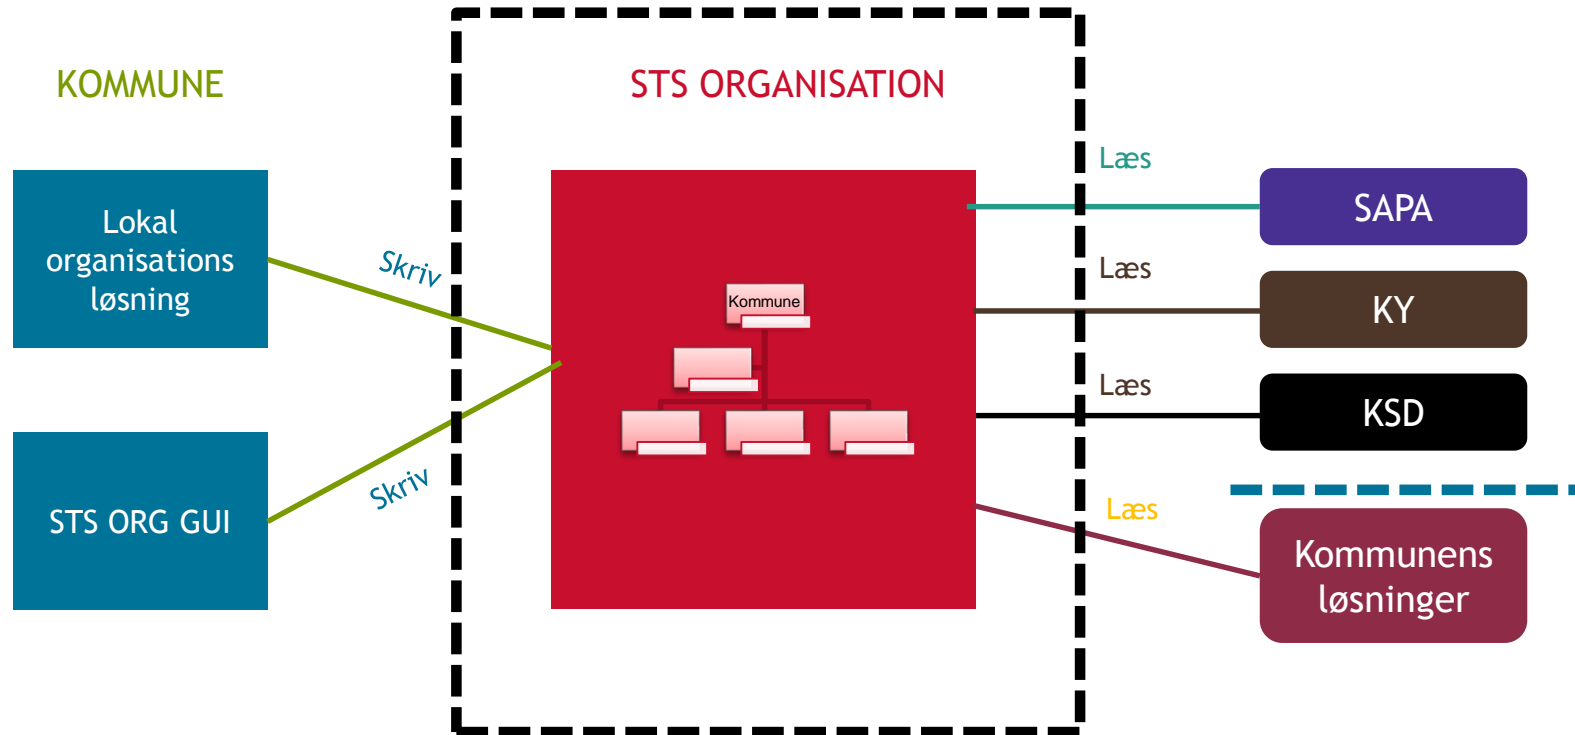 KOMMUNE
STS ORGANISATION
Lokal
organisations
løsning
STS ORG GUI
Skriv
Skriv
Kommune
Læs
SAPA
Læs
KY
Læs
KSD
Læs
Kommunens
løsninger